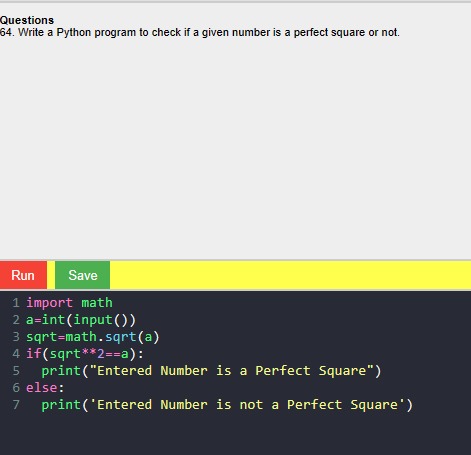 Questions
64. Write a Python program to check if a given number is a perfect square or not.
Run Save
1 import math
2 a=int(input())
3 sqrt=math.sqrt(a)
4 if(sqrt**2==a):
5   print("Entered Number is a Perfect Square")
6 else:
7   print('Entered Number is not a Perfect Square')